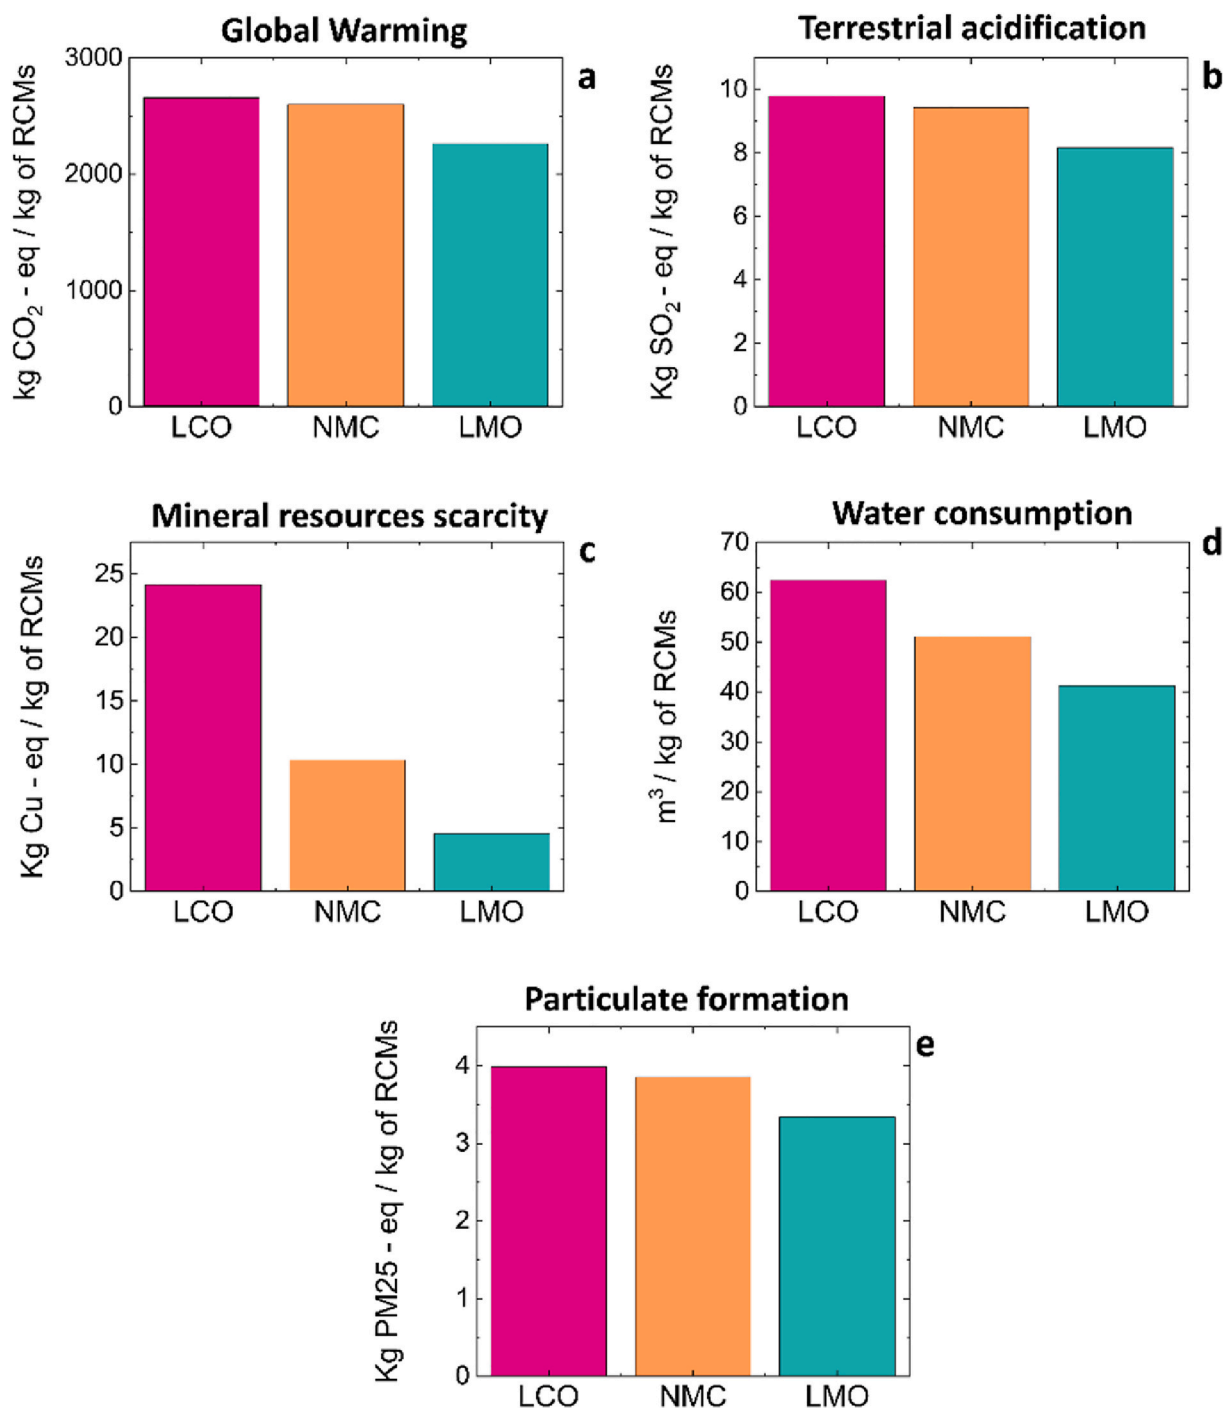 Global Warming
a
kg CO₂ - eq / kg of RCMs
3000
2000
1000
0
LCO NMC LMO
Terrestrial acidification
b
Kg SO₂ - eq / kg of RCMs
10
8
6
4
2
0
LCO NMC LMO
Mineral resources scarcity
c
Kg Cu - eq / kg of RCMs
25
20
15
10
5
0
LCO NMC LMO
Water consumption
d
m³ / kg of RCMs
70
60
50
40
30
20
10
0
LCO NMC LMO
Particulate formation
e
Kg PM25 - eq / kg of RCMs
4
3
2
1
0
LCO NMC LMO